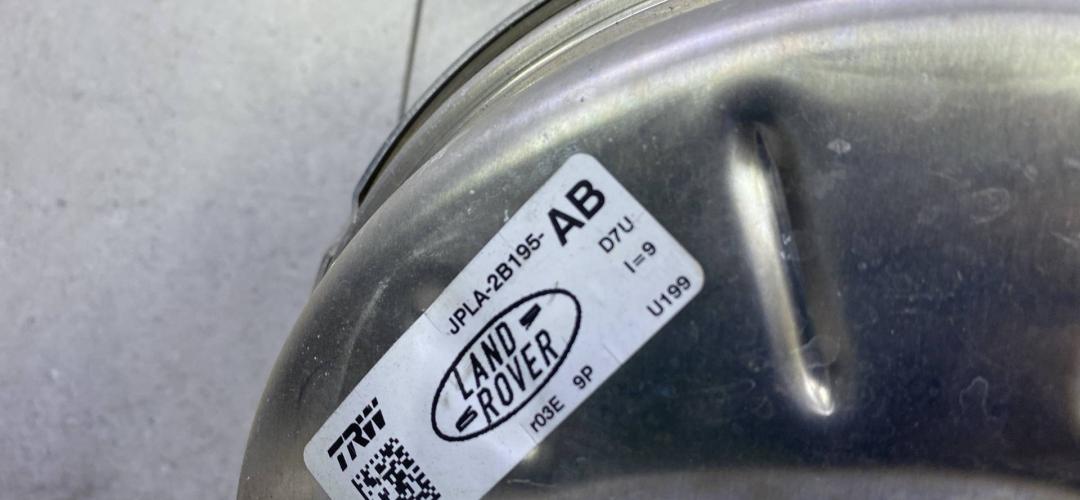 JPLA-2B195-AB
D7U
I=9
U199
LAND
ROVER
r03E 9P
TRW